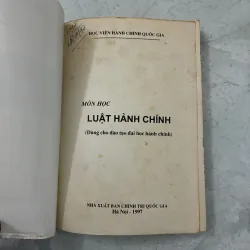 HỌC VIỆN HÀNH CHÍNH QUỐC GIA
MÔN HỌC
LUẬT HÀNH CHÍNH
(Dùng cho đào tạo đại học hành chính)
NHÀ XUẤT BẢN CHÍNH TRỊ QUỐC GIA
Hà Nội - 1997